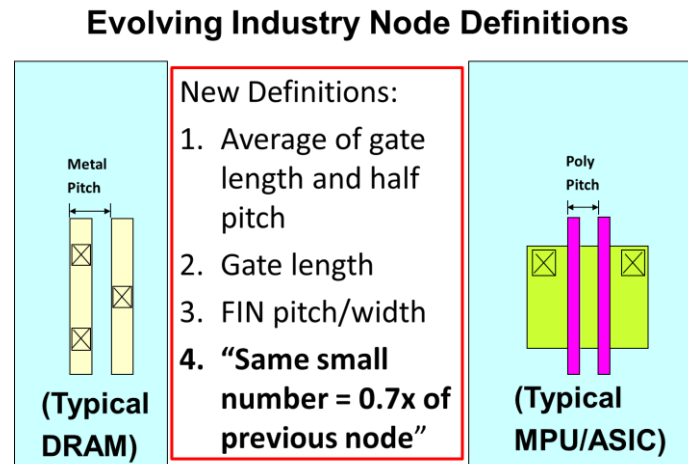 Evolving Industry Node Definitions
Metal
Pitch
(Typical
DRAM)
New Definitions:
1. Average of gate
length and half
pitch
2. Gate length
3. FIN pitch/width
4. “Same small
number = 0.7x of
previous node”
Poly
Pitch
(Typical
MPU/ASIC)